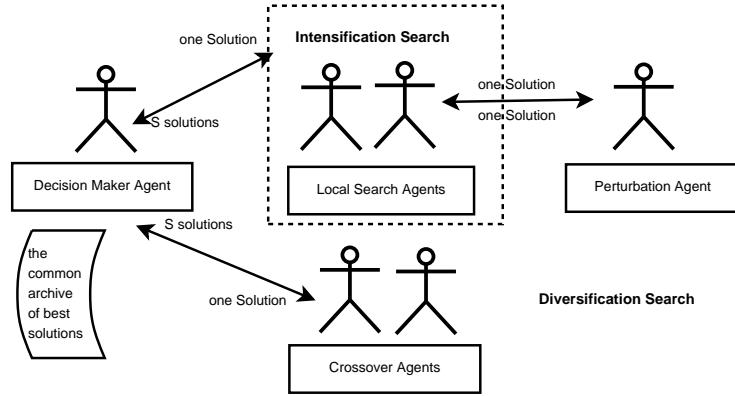 one Solution
Intensification Search
one Solution
S solutions
one Solution
Decision Maker Agent
Local Search Agents
Perturbation Agent
S solutions
the
common
archive
of best
solutions
one Solution
Diversification Search
Crossover Agents